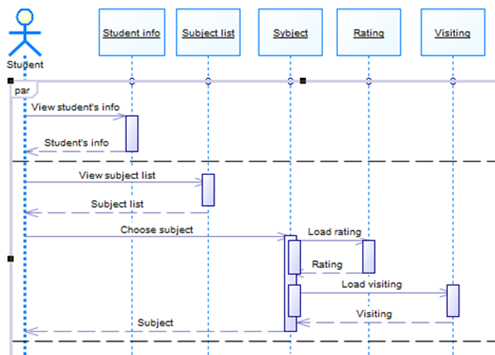 Student info
Subject list
Sybject
Rating
Visiting
Student
par
View student's info
Student's info
View subject list
Subject list
Choose subject
Load rating
Rating
Load visiting
Visiting
Subject